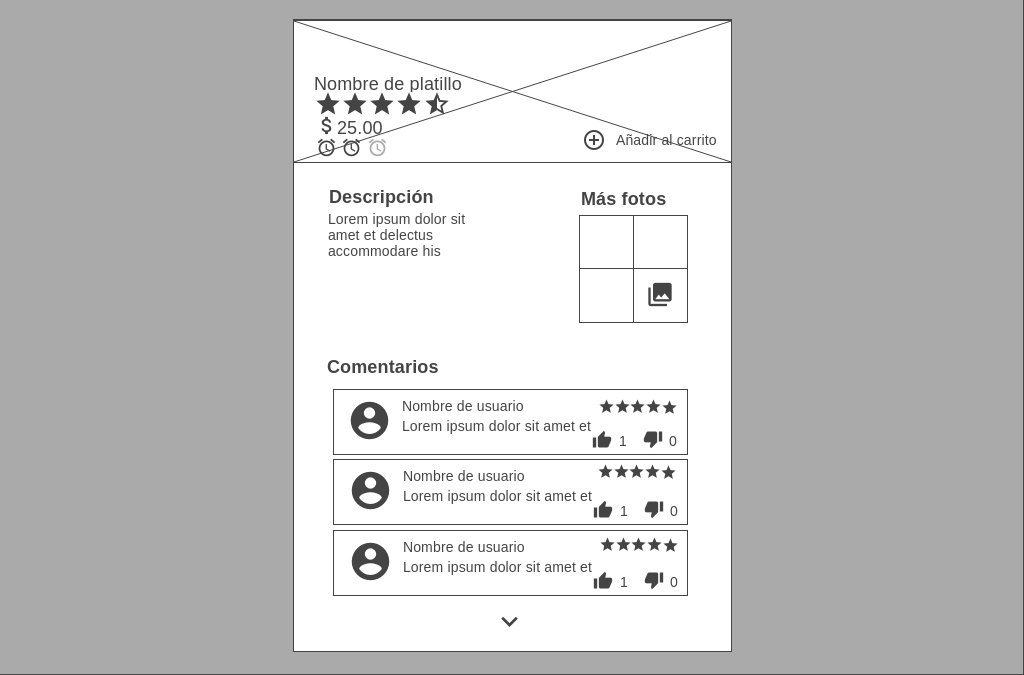 Nombre de platillo
$ 25.00
Añadir al carrito
Descripción
Lorem ipsum dolor sit
amet et delectus
accommodare his
Más fotos
Comentarios
Nombre de usuario
Lorem ipsum dolor sit amet et
1 0
Nombre de usuario
Lorem ipsum dolor sit amet et
1 0
Nombre de usuario
Lorem ipsum dolor sit amet et
1 0